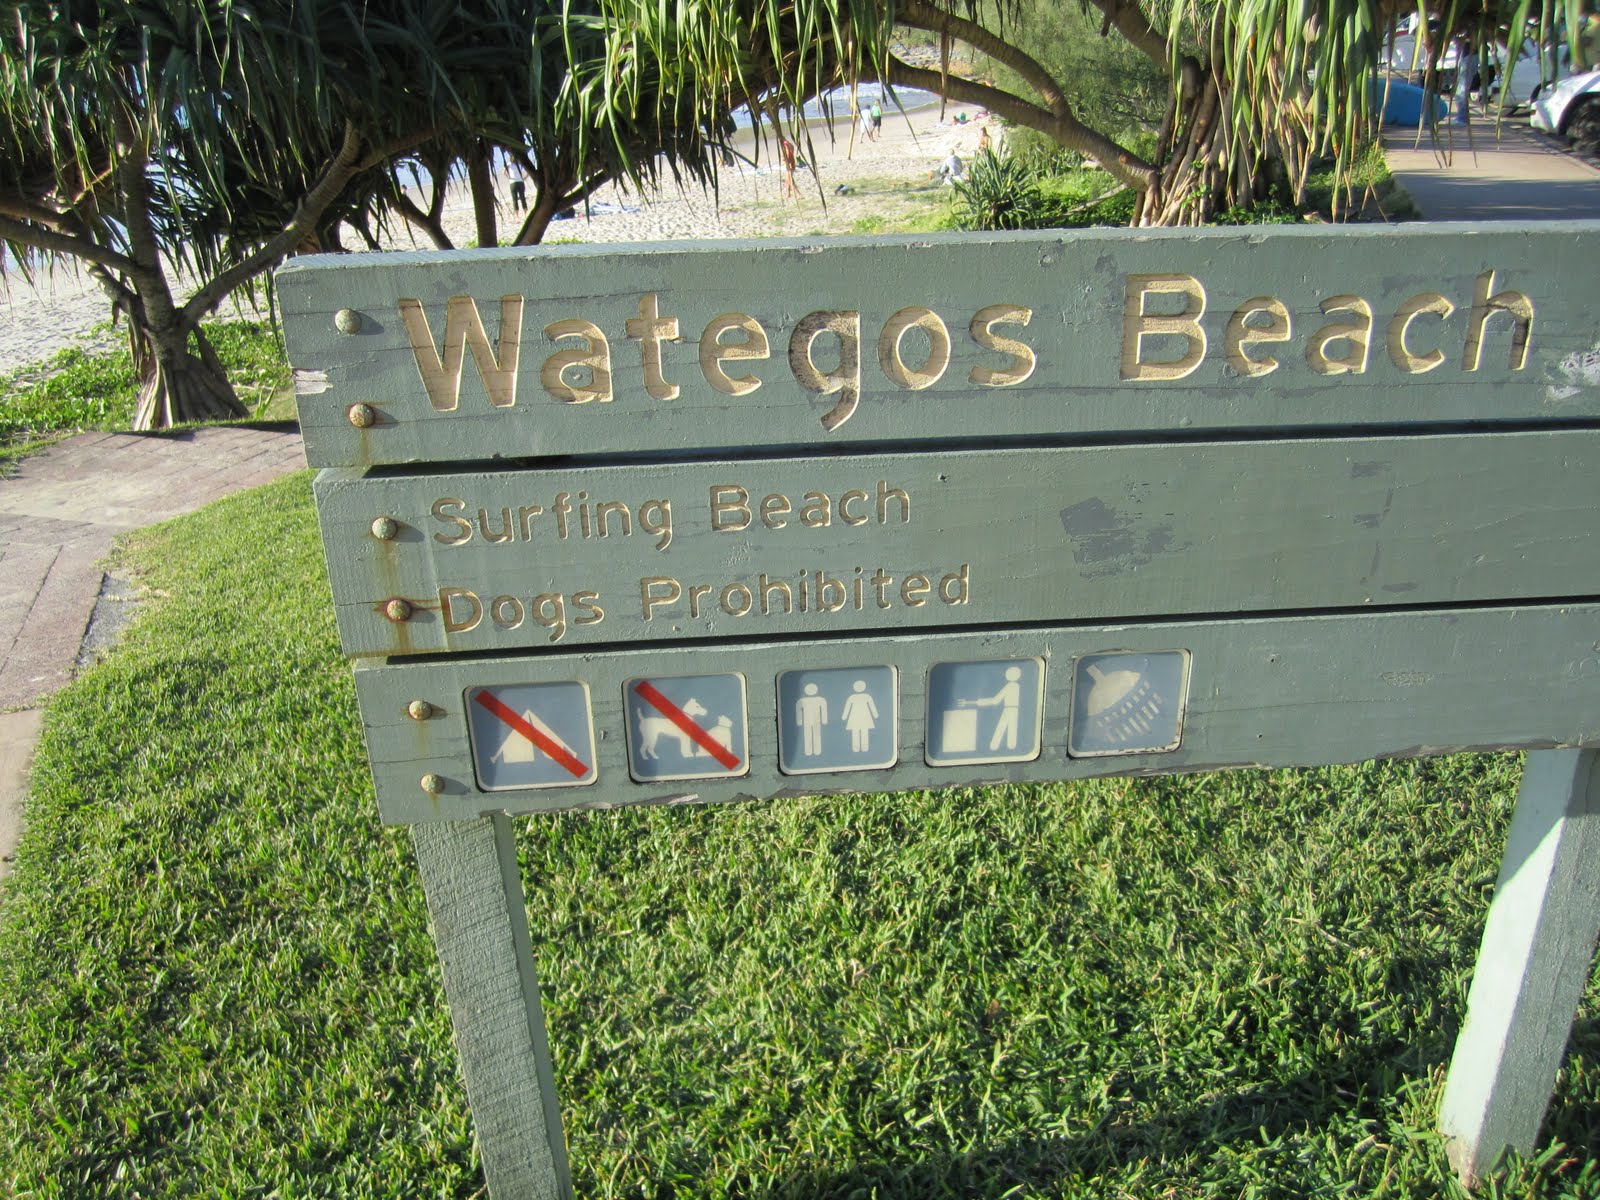 Wategos Beach
Surfing Beach
Dogs Prohibited